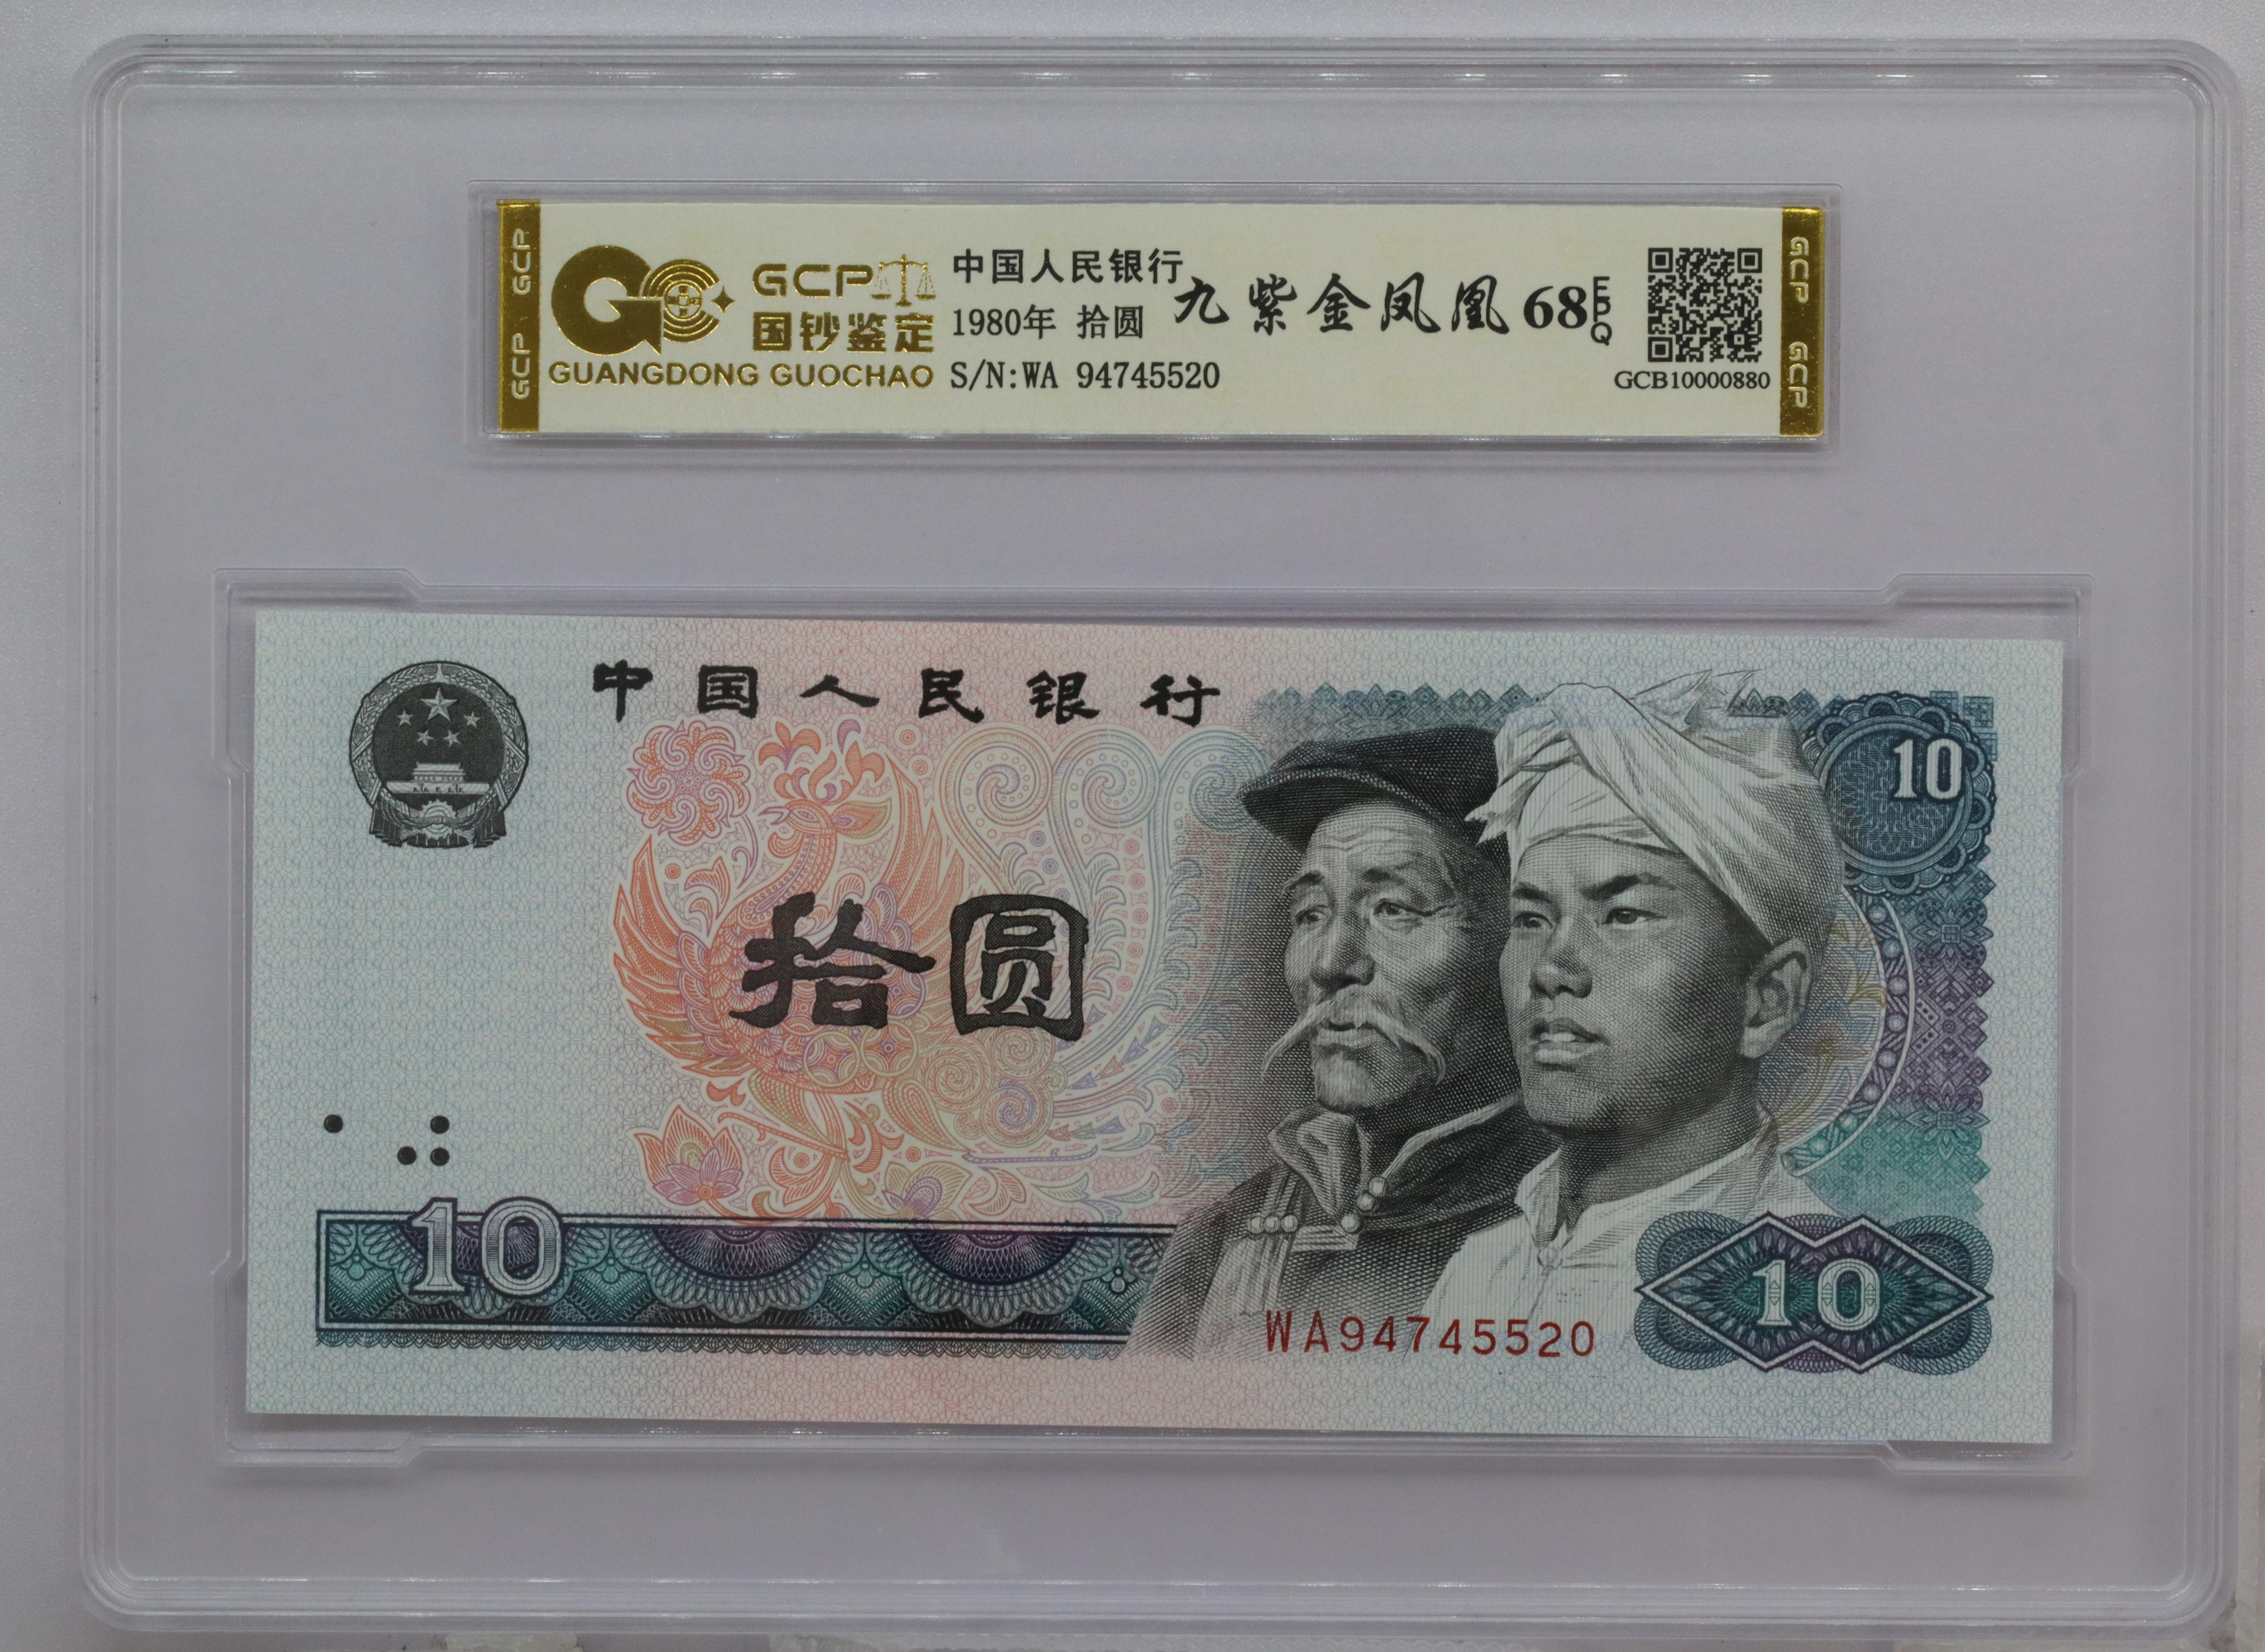 GCP GCP
GCP
国钞鉴定
GUANGDONG GUOCHAO
中国人民银行
1980年 拾圆
S/N:WA 94745520
九紫金凤凰 68 EPQ
GCB10000880
GCP GCP
中国人民银行
10
拾圆
10
WA94745520
10